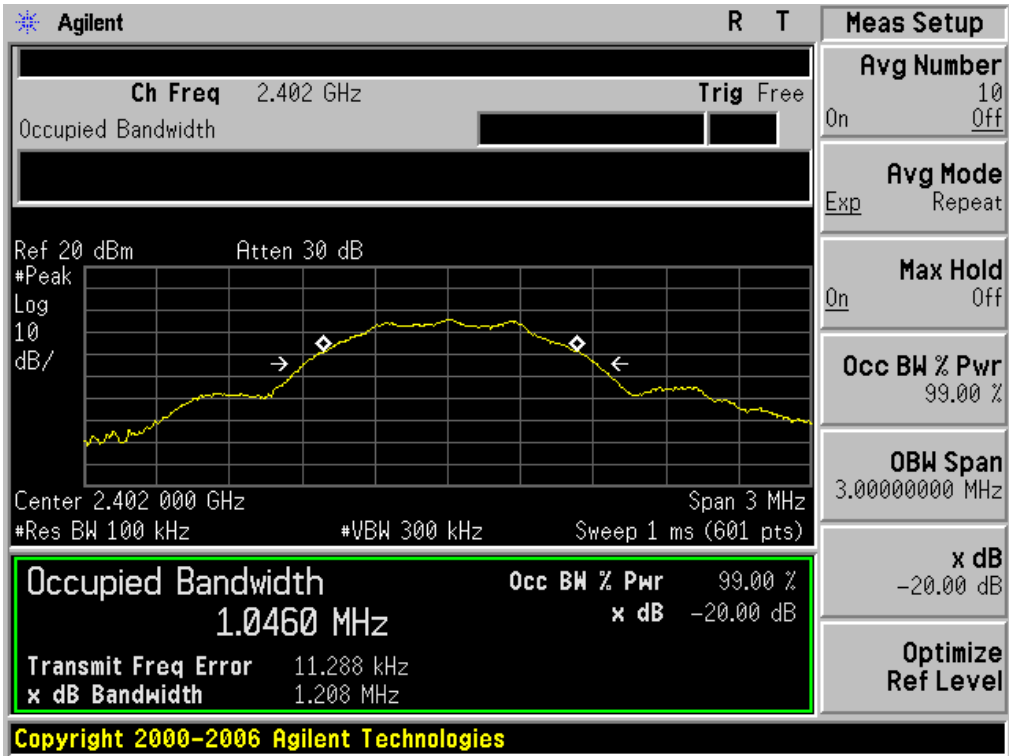 Agilent R T
Ch Freq 2.402 GHz Trig Free
Occupied Bandwidth
Ref 20 dBm Atten 30 dB
#Peak
Log
10
dB/
Center 2.402 000 GHz Span 3 MHz
#Res BW 100 kHz #VBW 300 kHz Sweep 1 ms (601 pts)
Occupied Bandwidth Occ BW % Pwr 99.00 %
1.0460 MHz x dB -20.00 dB
Transmit Freq Error 11.288 kHz
x dB Bandwidth 1.208 MHz
Copyright 2000-2006 Agilent Technologies
Meas Setup
Avg Number
10
On Off
Avg Mode
Exp Repeat
Max Hold
On Off
Occ BW % Pwr
99.00 %
OBW Span
3.00000000 MHz
x dB
-20.00 dB
Optimize
Ref Level